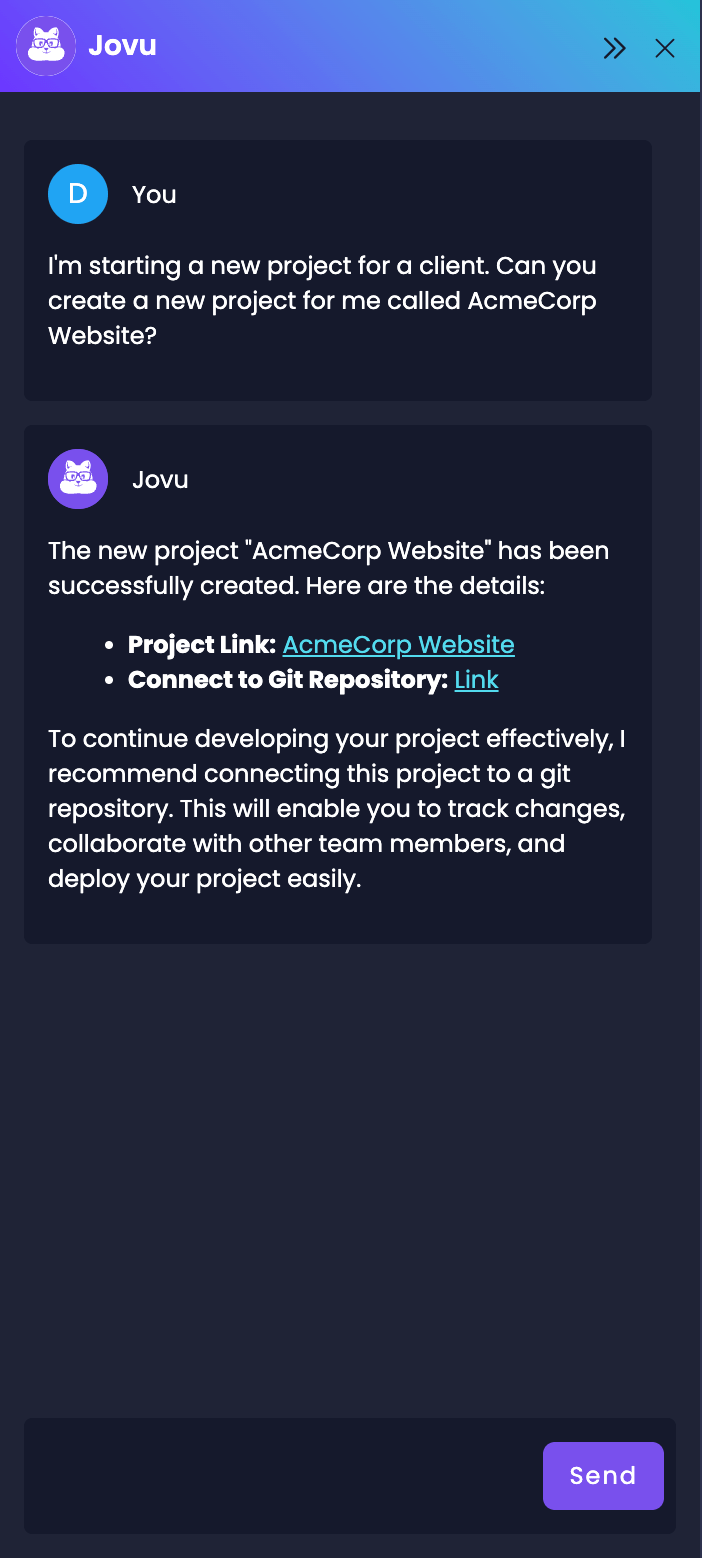 Jovu
D
You
I'm starting a new project for a client. Can you
create a new project for me called AcmeCorp
Website?
Jovu
The new project "AcmeCorp Website" has been
successfully created. Here are the details:
• Project Link: AcmeCorp Website
• Connect to Git Repository: Link
To continue developing your project effectively, I
recommend connecting this project to a git
repository. This will enable you to track changes,
collaborate with other team members, and
deploy your project easily.
Send